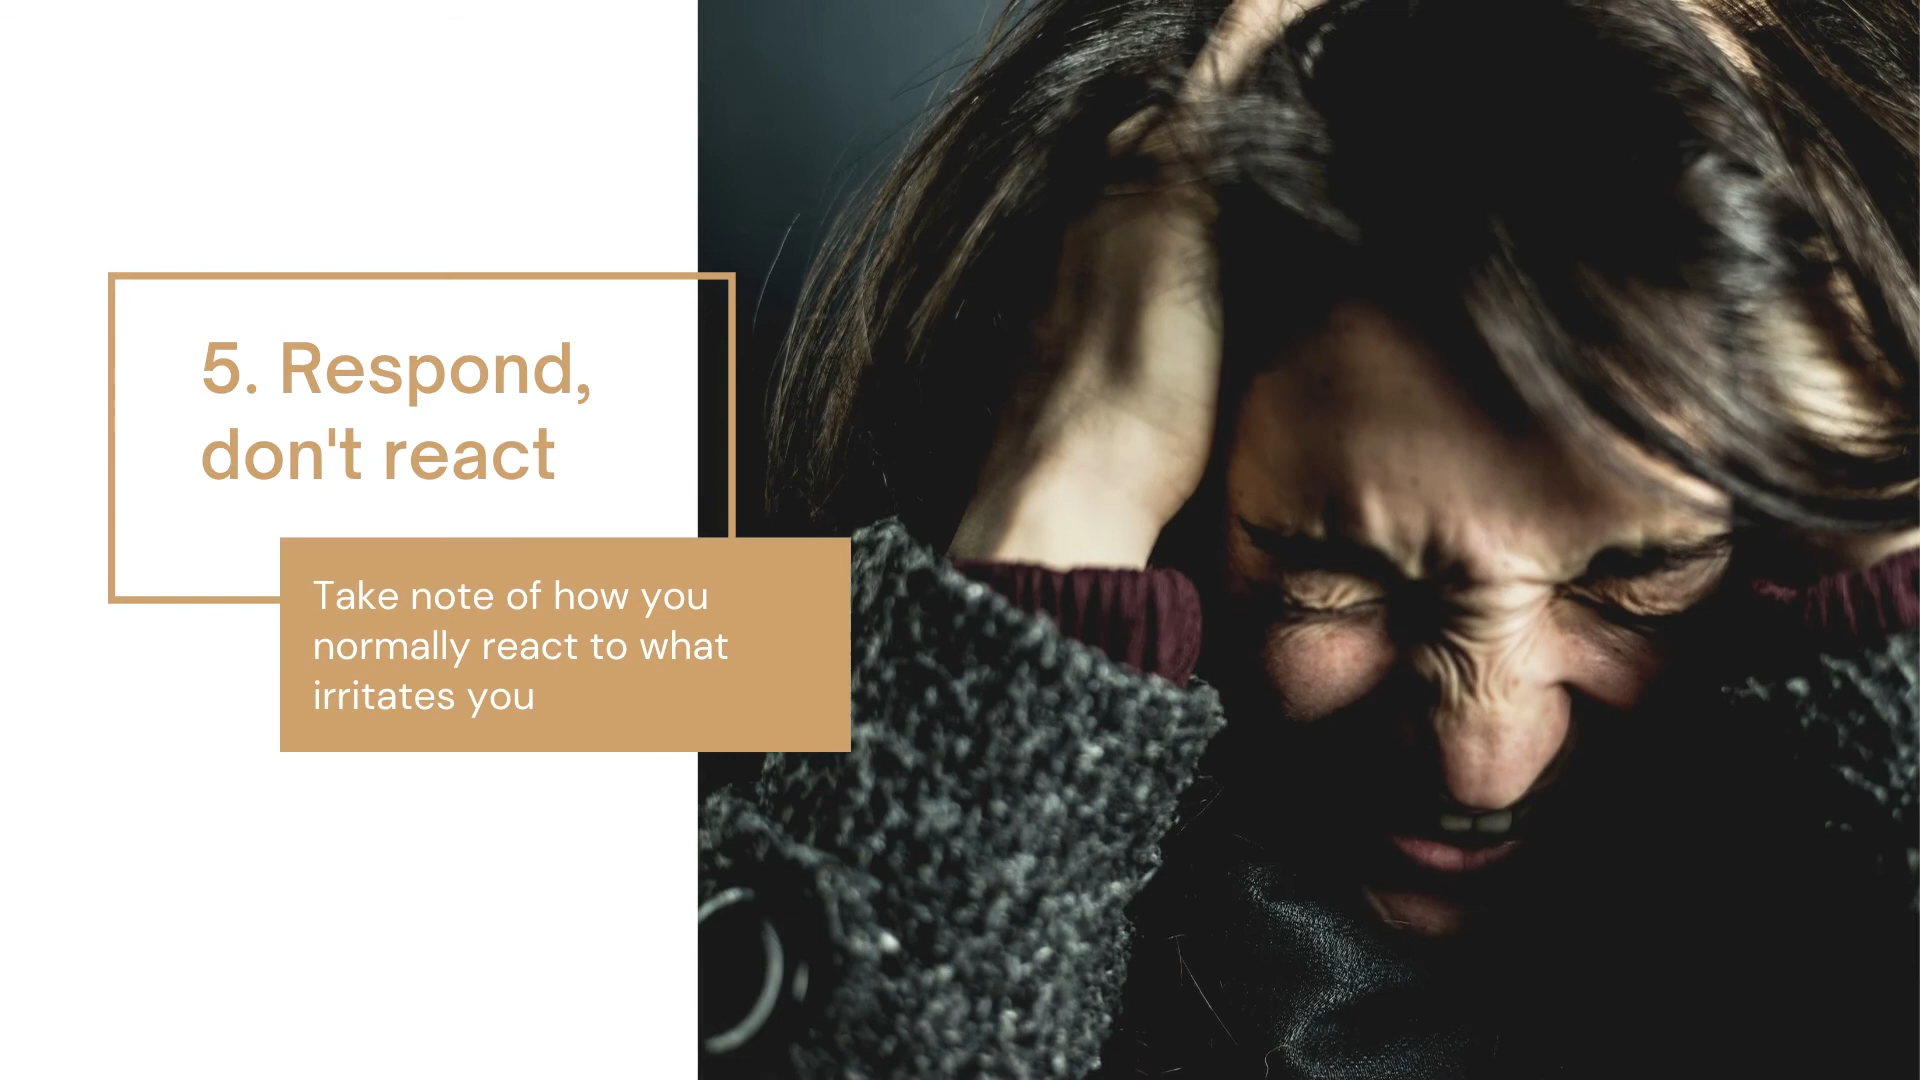 5. Respond,
don't react
Take note of how you
normally react to what
irritates you